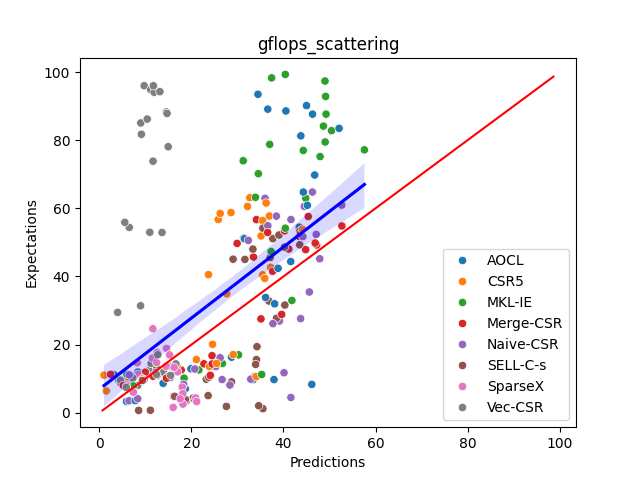 gflops_scattering
Expectations
100
80
60
40
20
0
0 20 40 60 80 100
Predictions
AOCL
CSR5
MKL-IE
Merge-CSR
Naive-CSR
SELL-C-s
SparseX
Vec-CSR